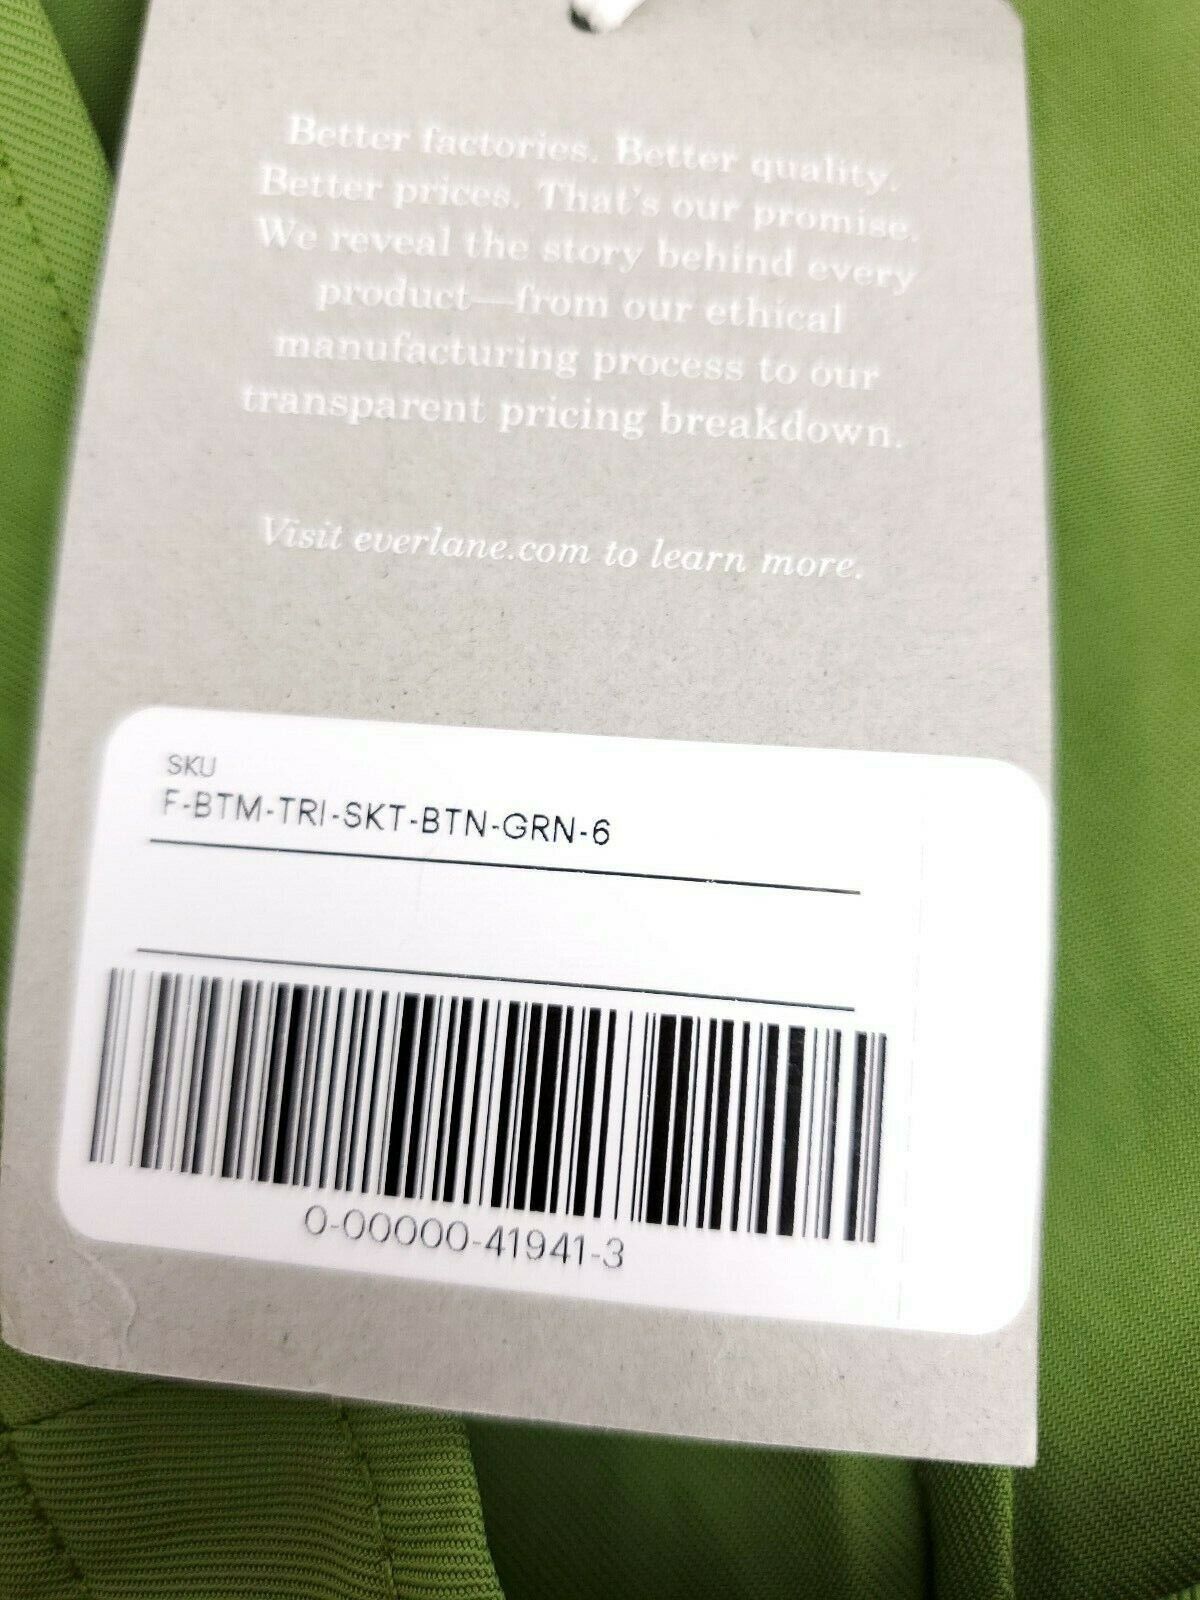 Better factories. Better quality.
Better prices. That's our promise.
We reveal the story behind every
product—from our ethical
manufacturing process to our
transparent pricing breakdown.
Visit everlane.com to learn more.
SKU
F-BTM-TRI-SKT-BTN-GRN-6
0-00000-41941-3